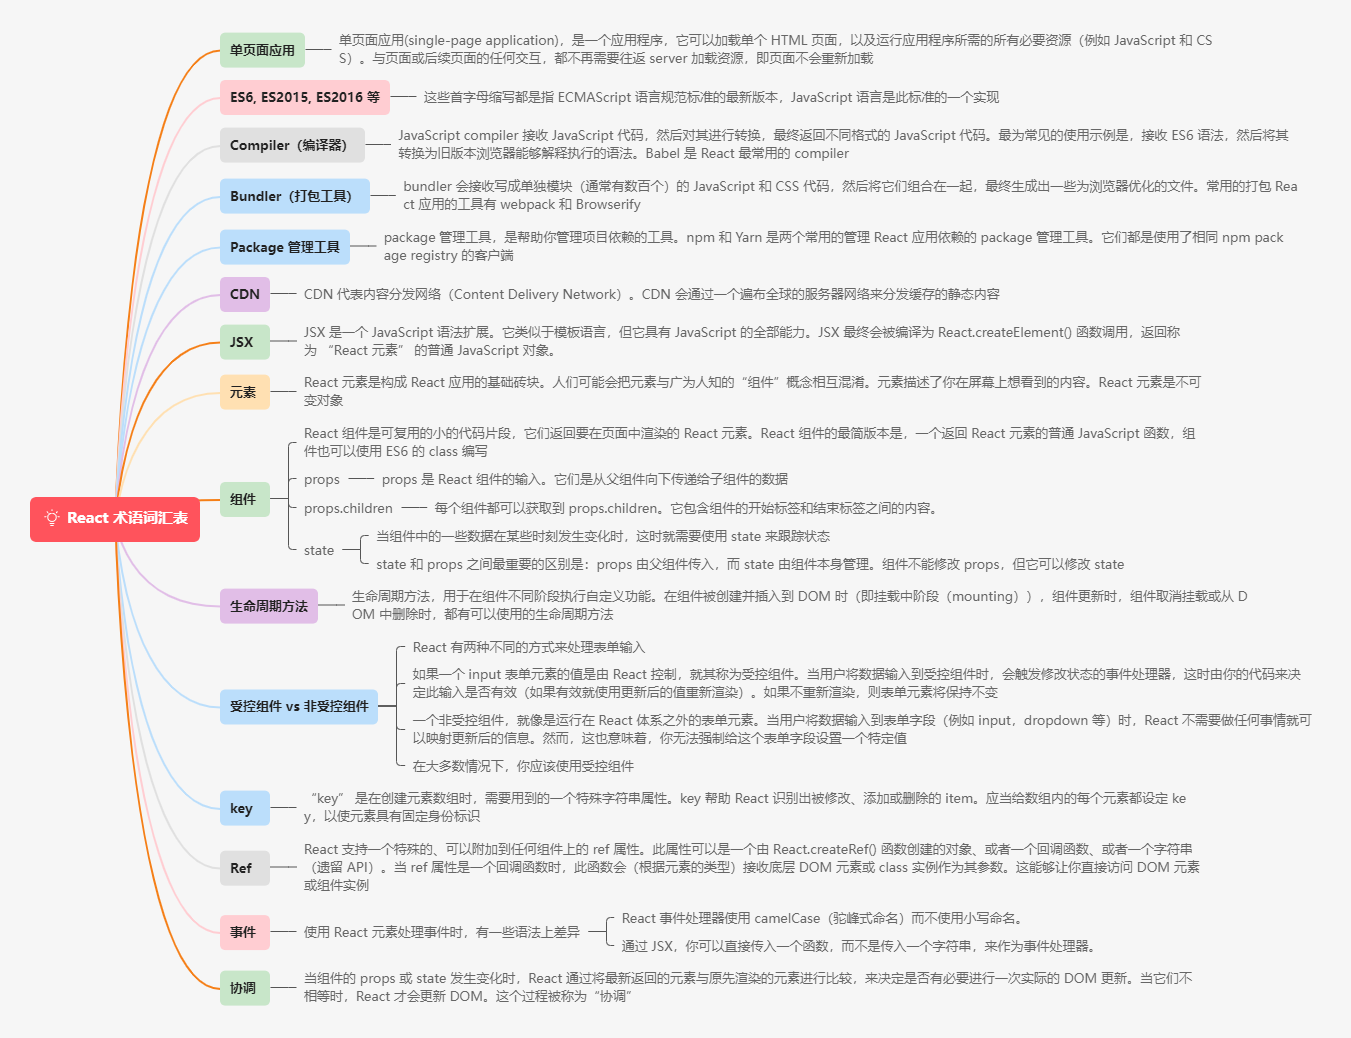 React 术语词汇表
单页面应用
单页面应用(single-page application)，是一个应用程序，它可以加载单个 HTML 页面，以及运行应用程序所需的所有必要资源（例如 JavaScript 和 CS
S）。与页面或后续页面的任何交互，都不再需要往返 server 加载资源，即页面不会重新加载
ES6, ES2015, ES2016 等
这些首字母缩写都是指 ECMAScript 语言规范标准的最新版本，JavaScript 语言是此标准的一个实现
Compiler（编译器）
JavaScript compiler 接收 JavaScript 代码，然后对其进行转换，最终返回不同格式的 JavaScript 代码。最为常见的使用示例是，接收 ES6 语法，然后将其
转换为旧版本浏览器能够解释执行的语法。Babel 是 React 最常用的 compiler
Bundler（打包工具）
bundler 会接收写成单独模块（通常有数百个）的 JavaScript 和 CSS 代码，然后将它们组合在一起，最终生成出一些为浏览器优化的文件。常用的打包 Rea
ct 应用的工具有 webpack 和 Browserify
Package 管理工具
package 管理工具，是帮助你管理项目依赖的工具。npm 和 Yarn 是两个常用的管理 React 应用依赖的 package 管理工具。它们都是使用了相同 npm pack
age registry 的客户端
CDN
CDN 代表内容分发网络（Content Delivery Network）。CDN 会通过一个遍布全球的服务器网络来分发缓存的静态内容
JSX
JSX 是一个 JavaScript 语法扩展。它类似于模板语言，但它具有 JavaScript 的全部能力。JSX 最终会被编译为 React.createElement() 函数调用，返回称
为 “React 元素” 的普通 JavaScript 对象。
元素
React 元素是构成 React 应用的基础砖块。人们可能会把元素与广为人知的“组件”概念相互混淆。元素描述了你在屏幕上想看到的内容。React 元素是不可
变对象
组件
React 组件是可复用的小的代码片段，它们返回要在页面中渲染的 React 元素。React 组件的最简版本是，一个返回 React 元素的普通 JavaScript 函数，组
件也可以使用 ES6 的 class 编写
props
props 是 React 组件的输入。它们是从父组件向下传递给子组件的数据
props.children
每个组件都可以获取到 props.children。它包含组件的开始标签和结束标签之间的内容。
state
当组件中的一些数据在某些时刻发生变化时，这时就需要使用 state 来跟踪状态
state 和 props 之间最重要的区别是：props 由父组件传入，而 state 由组件本身管理。组件不能修改 props，但它可以修改 state
生命周期方法
生命周期方法，用于在组件不同阶段执行自定义功能。在组件被创建并插入到 DOM 时（即挂载中阶段（mounting）），组件更新时，组件取消挂载或从 D
OM 中删除时，都有可以使用的生命周期方法
受控组件 vs 非受控组件
React 有两种不同的方式来处理表单输入
如果一个 input 表单元素的值是由 React 控制，就其称为受控组件。当用户将数据输入到受控组件时，会触发修改状态的事件处理器，这时由你的代码来决
定此输入是否有效（如果有效就使用更新后的值重新渲染）。如果不重新渲染，则表单元素将保持不变
一个非受控组件，就像是运行在 React 体系之外的表单元素。当用户将数据输入到表单字段（例如 input，dropdown 等）时，React 不需要做任何事情就可
以映射更新后的信息。然而，这也意味着，你无法强制给这个表单字段设置一个特定值
在大多数情况下，你应该使用受控组件
key
“key” 是在创建元素数组时，需要用到的一个特殊字符串属性。key 帮助 React 识别出被修改、添加或删除的 item。应当给数组内的每个元素都设定 ke
y，以使元素具有固定身份标识
Ref
React 支持一个特殊的、可以附加到任何组件上的 ref 属性。此属性可以是一个由 React.createRef() 函数创建的对象、或者一个回调函数、或者一个字符串
（遗留 API）。当 ref 属性是一个回调函数时，此函数会（根据元素的类型）接收底层 DOM 元素或 class 实例作为其参数。这能够让你直接访问 DOM 元素
或组件实例
事件
使用 React 元素处理事件时，有一些语法上差异
React 事件处理器使用 camelCase（驼峰式命名）而不使用小写命名。
通过 JSX，你可以直接传入一个函数，而不是传入一个字符串，来作为事件处理器。
协调
当组件的 props 或 state 发生变化时，React 通过将最新返回的元素与原先渲染的元素进行比较，来决定是否有必要进行一次实际的 DOM 更新。当它们不
相等时，React 才会更新 DOM。这个过程被称为“协调”